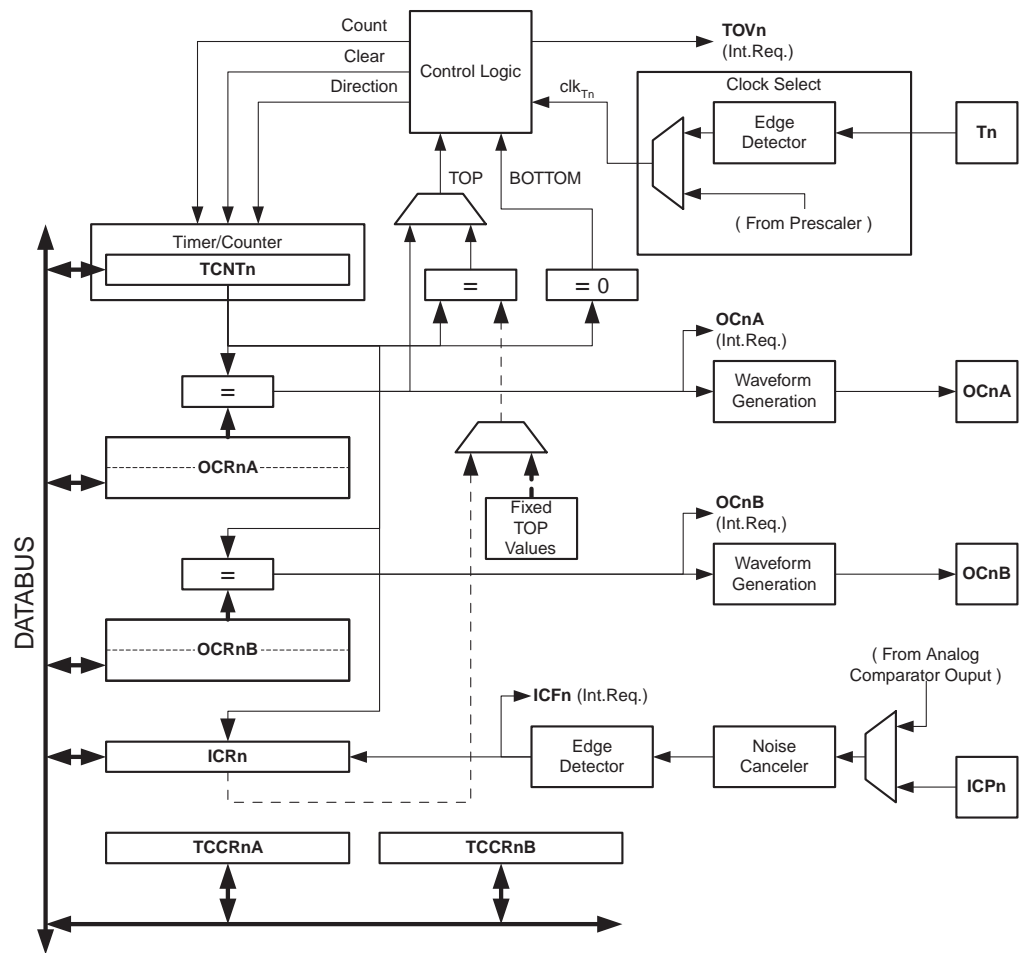 Count
Clear
Direction
Control Logic
TOVn
(Int.Req.)
clkTn
Clock Select
Edge
Detector
Tn
( From Prescaler )
TOP
BOTTOM
Timer/Counter
TCNTn
=
= 0
OCnA
(Int.Req.)
=
Waveform
Generation
OCnA
OCRnA
Fixed
TOP
Values
OCnB
(Int.Req.)
=
Waveform
Generation
OCnB
DATABUS
OCRnB
( From Analog
Comparator Ouput )
ICFn (Int.Req.)
ICRn
Edge
Detector
Noise
Canceler
ICPn
TCCRnA
TCCRnB